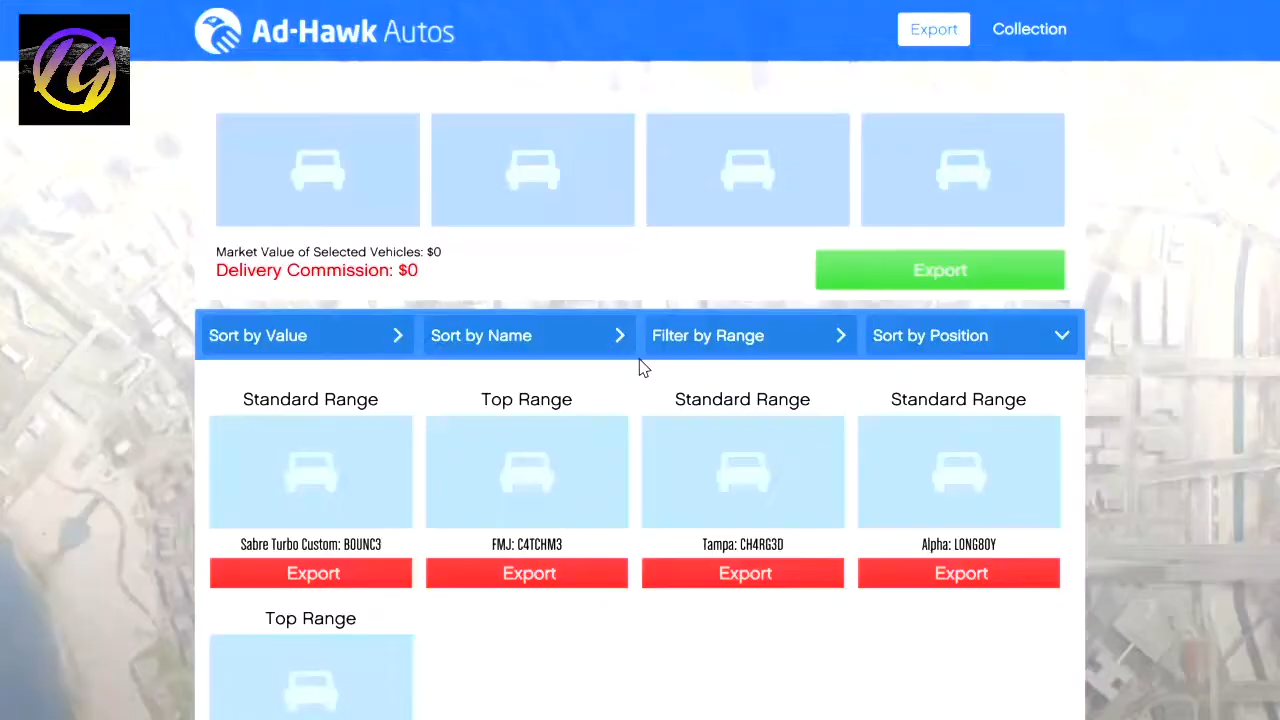 Ad-Hawk Autos
Export
Collection
Market Value of Selected Vehicles: $0
Delivery Commission: $0
Export
Sort by Value
Sort by Name
Filter by Range
Sort by Position
Standard Range
Top Range
Standard Range
Standard Range
Sabre Turbo Custom: B0UNC3
FMJ: C4TCHM3
Tampa: CH4RG3D
Alpha: L0NGB0Y
Export
Export
Export
Export
Top Range